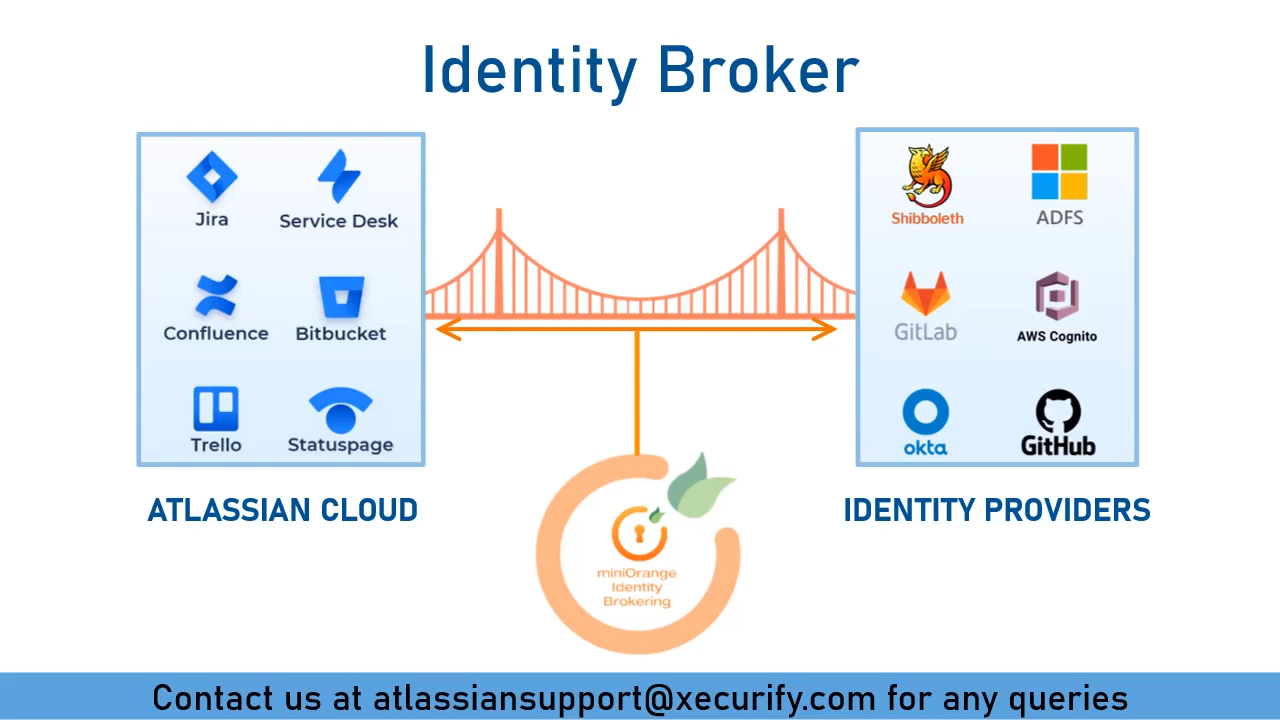 Identity Broker
Jira
Service Desk
Confluence
Bitbucket
Trello
Statuspage
ATLASSIAN CLOUD
Shibboleth
ADFS
GitLab
AWS Cognito
okta
GitHub
IDENTITY PROVIDERS
miniOrange
Identity
Brokering
Contact us at atlassiansupport@xecurify.com for any queries